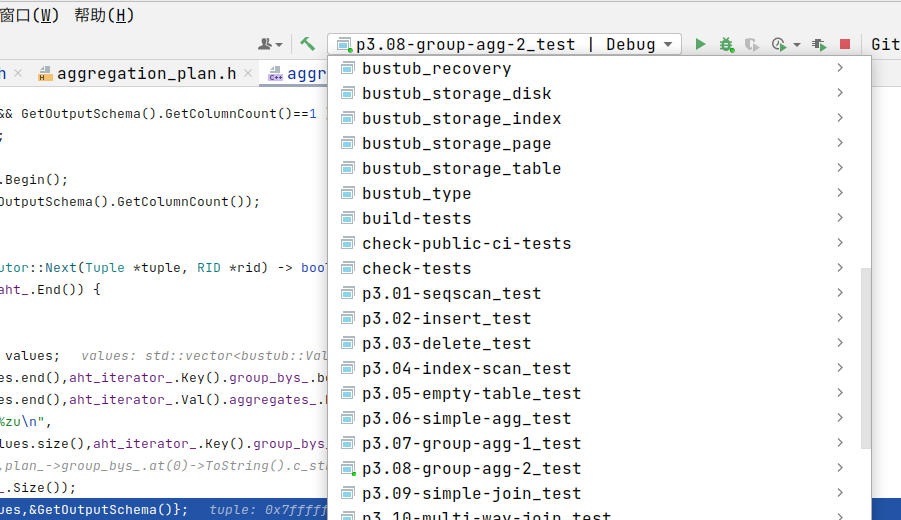 窗口(W) 帮助(H)
p3.08-group-agg-2_test | Debug
Git
h × aggregation_plan.h × C++ aggr
&& GetOutputSchema().GetColumnCount()==1
;
.Begin();
OutputSchema().GetColumnCount());
utor::Next(Tuple *tuple, RID *rid) -> bool
aht_.End()) {
values; values: std::vector<bustub::Val
es.end(),aht_iterator_.Key().group_bys_.be
es.end(),aht_iterator_.Val().aggregates_.
%zu\n",
lues.size(),aht_iterator_.Key().group_bys_
,plan_->group_bys_.at(0)->ToString().c_st
_.Size());
ues,&GetOutputSchema()}; tuple: 0x7fffff
bustub_recovery
bustub_storage_disk
bustub_storage_index
bustub_storage_page
bustub_storage_table
bustub_type
build-tests
check-public-ci-tests
check-tests
p3.01-seqscan_test
p3.02-insert_test
p3.03-delete_test
p3.04-index-scan_test
p3.05-empty-table_test
p3.06-simple-agg_test
p3.07-group-agg-1_test
p3.08-group-agg-2_test
p3.09-simple-join_test
p3.10-multi-way-join_test